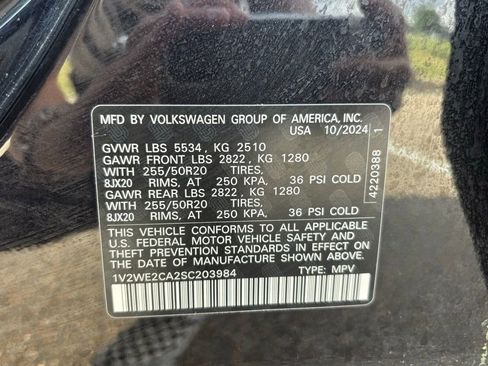 MFD BY VOLKSWAGEN GROUP OF AMERICA, INC.
USA 10/2024
GVWR LBS 5534, KG 2510
GAWR FRONT LBS 2822, KG 1280
WITH 255/50R20 TIRES,
8JX20 RIMS, AT 250 KPA, 36 PSI COLD
GAWR REAR LBS 2822, KG 1280
WITH 255/50R20 TIRES,
8JX20 RIMS, AT 250 KPA, 36 PSI COLD
THIS VEHICLE CONFORMS TO ALL APPLICABLE
U.S. FEDERAL MOTOR VEHICLE SAFETY AND
THEFT PREVENTION STANDARDS IN EFFECT ON
THE DATE OF MANUFACTURE SHOWN ABOVE.
1V2WE2CA2SC203984 TYPE: MPV
4220388 1